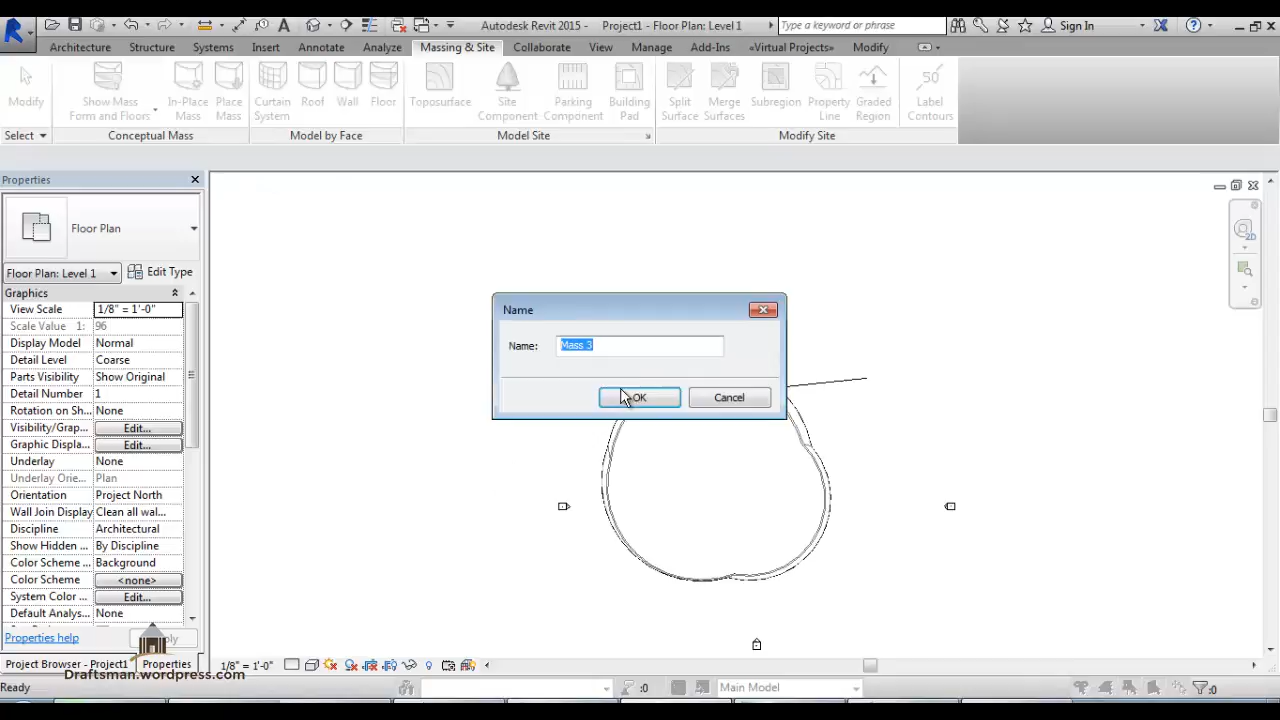 Autodesk Revit 2015 - Project1 - Floor Plan: Level 1
Type a keyword or phrase
Sign In
Architecture
Structure
Systems
Insert
Annotate
Analyze
Massing & Site
Collaborate
View
Manage
Add-Ins
«Virtual Projects»
Modify
Modify
Show Mass
Form and Floors
In-Place
Mass
Place
Mass
Curtain
System
Roof
Wall
Floor
Toposurface
Site
Component
Parking
Component
Building
Pad
Split
Surface
Merge
Surfaces
Subregion
Property
Line
Graded
Region
50
Label
Contours
Select
Conceptual Mass
Model by Face
Model Site
Modify Site
Properties
Floor Plan
Floor Plan: Level 1
Edit Type
Graphics
View Scale 1/8" = 1'-0"
Scale Value 1: 96
Display Model Normal
Detail Level Coarse
Parts Visibility Show Original
Detail Number 1
Rotation on Sh... None
Visibility/Grap... Edit...
Graphic Displa... Edit...
Underlay None
Underlay Orie... Plan
Orientation Project North
Wall Join Display Clean all wal...
Discipline Architectural
Show Hidden ... By Discipline
Color Scheme ... Background
Color Scheme <none>
System Color ... Edit...
Default Analys... None
Properties help
Project Browser - Project1
Properties
Draftsman.wordpress.com
Name
Name: Mass 3
OK
Cancel
2D
1/8" = 1'-0"
Ready
:0
Main Model
:0